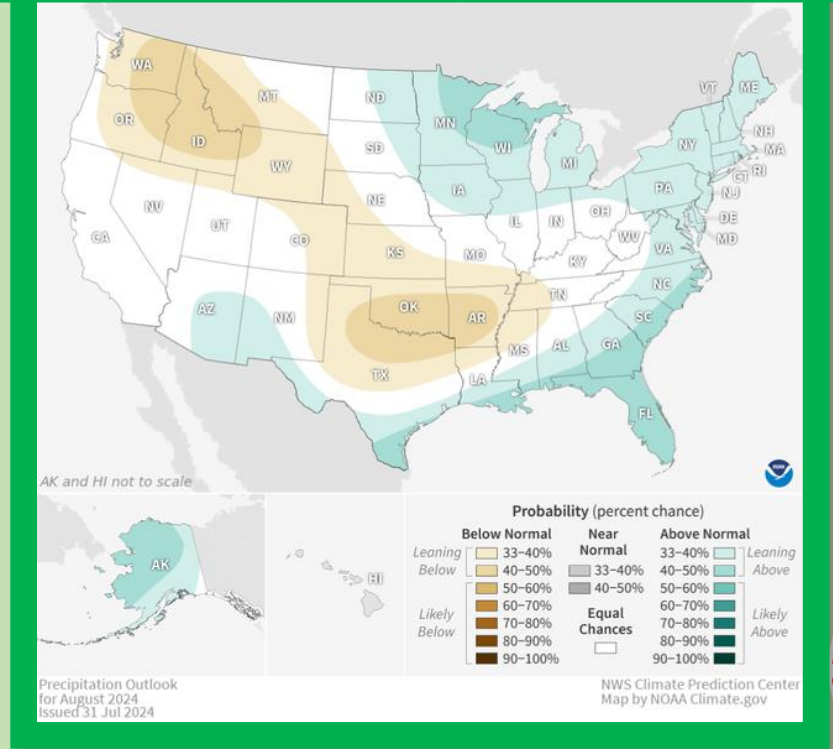 WA
MT
ND
MN
VT
ME
OR
ID
SD
WI
MI
NY
NH
MA
WY
IA
PA
CT
RI
NJ
NV
NE
IL
IN
OH
DE
MD
CA
UT
CO
KS
MO
WV
VA
KY
NC
AZ
NM
OK
AR
TN
SC
TX
LA
MS
AL
GA
FL
AK and HI not to scale
AK
HI
Probability (percent chance)
Below Normal Near Normal Above Normal
Leaning Below
33–40% 33–40% 33–40%
40–50% 40–50% 40–50%
Leaning Above
Likely Below
50–60% 50–60%
60–70% 60–70%
70–80% 70–80%
80–90% 80–90%
90–100% 90–100%
Equal Chances
Likely Above
Precipitation Outlook
for August 2024
Issued 31 Jul 2024
NWS Climate Prediction Center
Map by NOAA Climate.gov